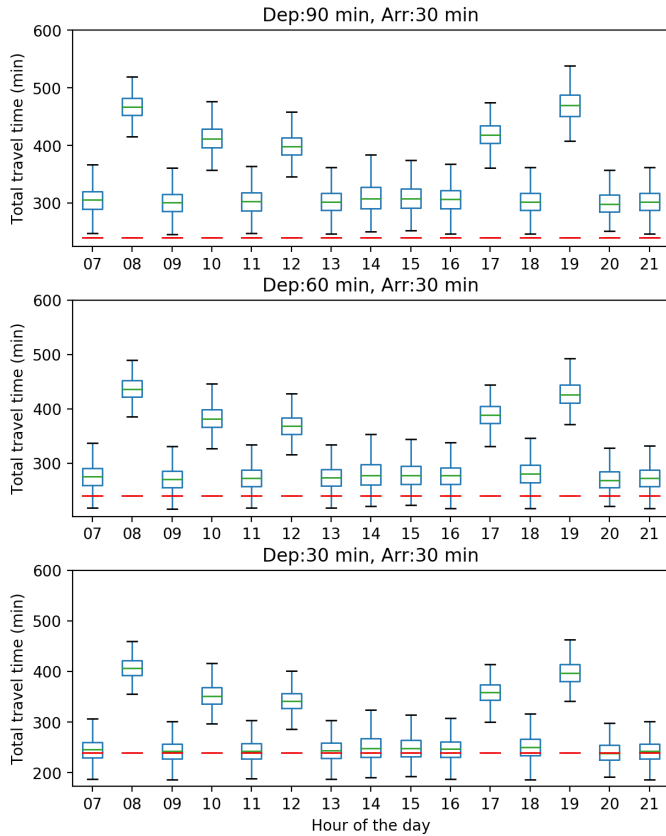 Dep:90 min, Arr:30 min
600
500
400
300
Total travel time (min)
07 08 09 10 11 12 13 14 15 16 17 18 19 20 21
Dep:60 min, Arr:30 min
600
500
400
300
Total travel time (min)
07 08 09 10 11 12 13 14 15 16 17 18 19 20 21
Dep:30 min, Arr:30 min
600
500
400
300
200
Total travel time (min)
07 08 09 10 11 12 13 14 15 16 17 18 19 20 21
Hour of the day